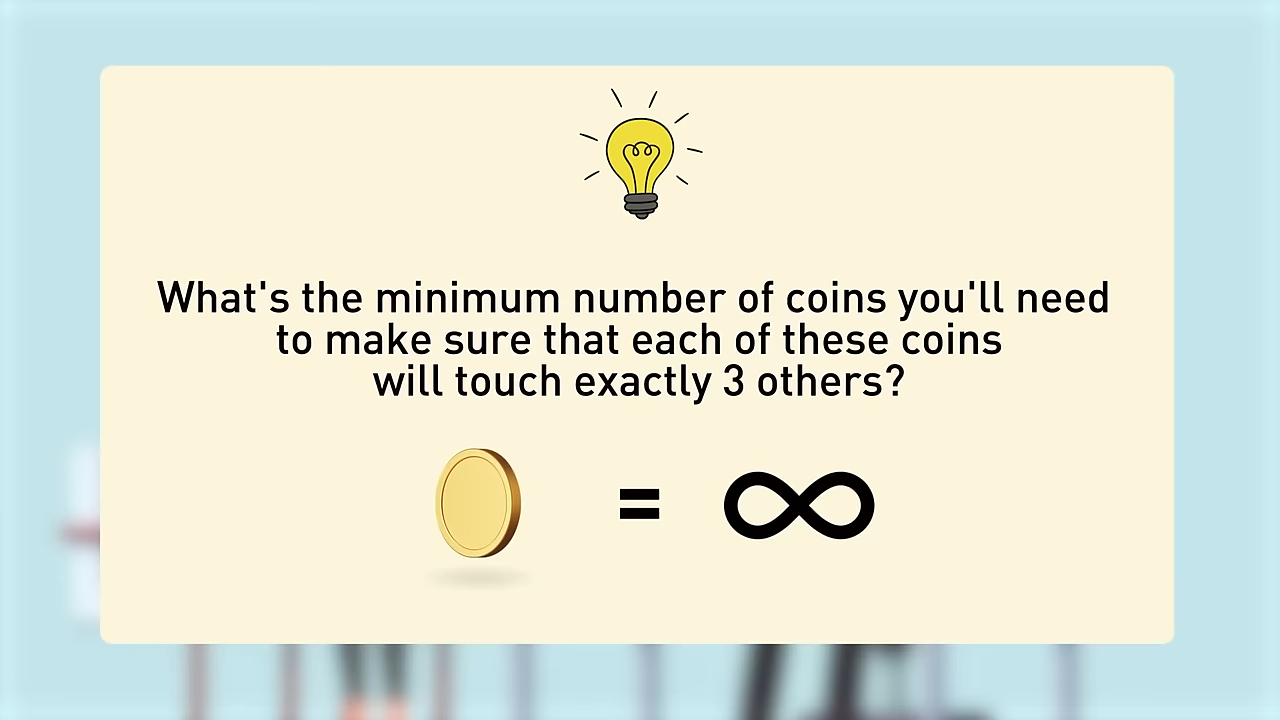 What's the minimum number of coins you'll need
to make sure that each of these coins
will touch exactly 3 others?
= ∞